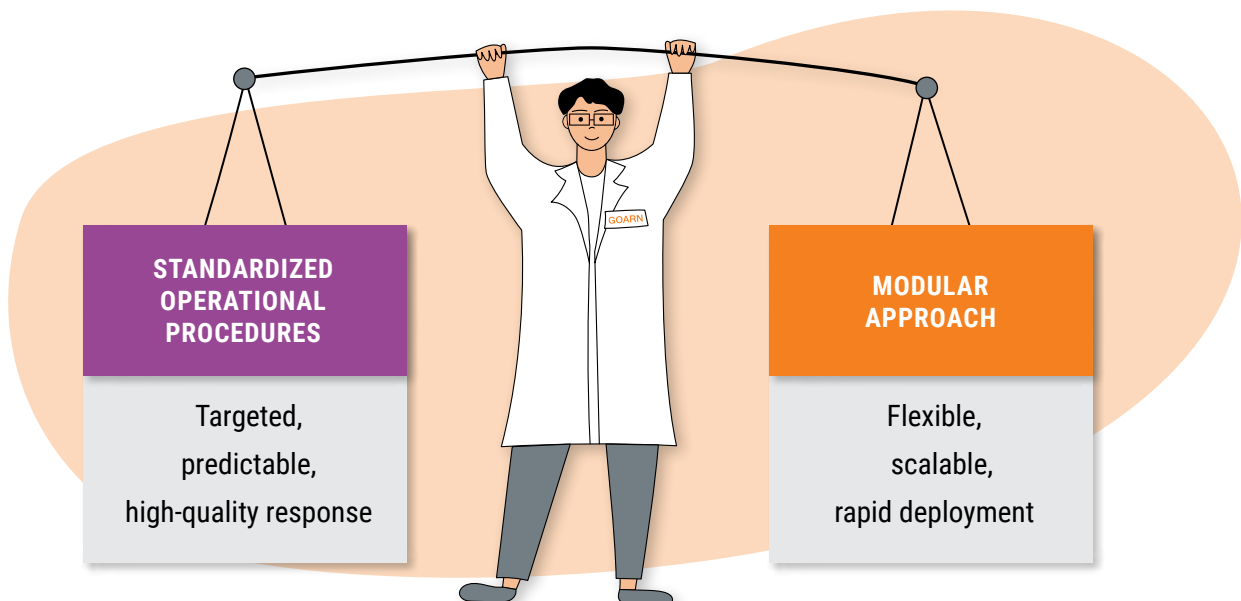 GOARN
STANDARDIZED
OPERATIONAL
PROCEDURES
Targeted,
predictable,
high-quality response
MODULAR
APPROACH
Flexible,
scalable,
rapid deployment